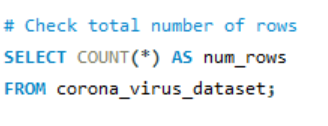 # Check total number of rows
SELECT COUNT(*) AS num_rows
FROM corona_virus_dataset;